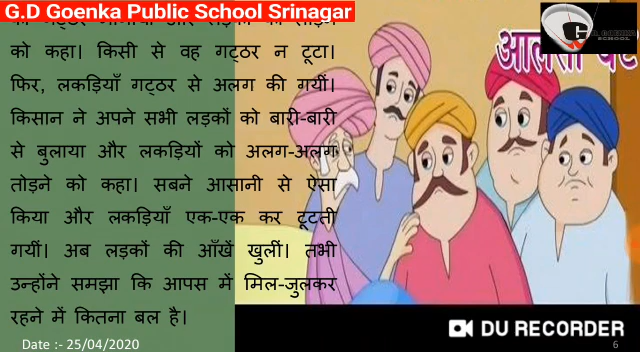 G.D Goenka Public School Srinagar
को कहा। किसी से वह गट्ठर न टूटा।
फिर, लकड़ियाँ गट्ठर से अलग की गयीं।
किसान ने अपने सभी लड़कों को बारी-बारी
से बुलाया और लकड़ियों को अलग-अलग
तोड़ने को कहा। सबने आसानी से ऐसा
किया और लकड़ियाँ एक-एक कर टूटती
गयीं। अब लड़कों की आँखें खुलीं। तभी
उन्होंने समझा कि आपस में मिल-जुलकर
रहने में कितना बल है।
DU RECORDER
Date :- 25/04/2020
6